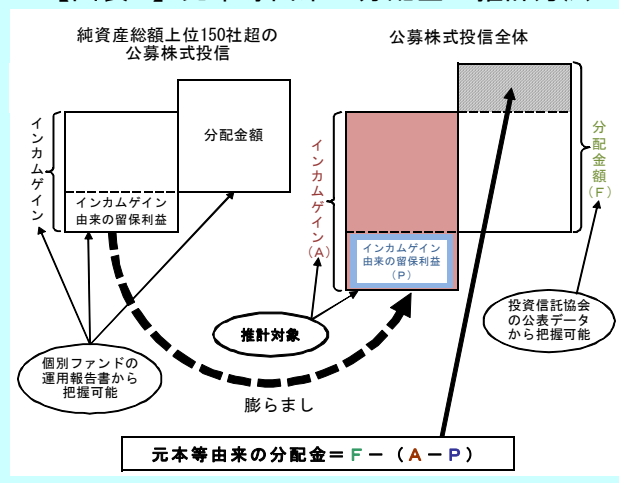 純資産総額上位150社超の
公募株式投信
公募株式投信全体
インカムゲイン
分配金額
インカムゲイン
由来の留保利益
インカムゲイン(A)
インカムゲイン
由来の留保利益
(P)
分配金額(F)
推計対象
個別ファンドの
運用報告書から
把握可能
投資信託協会
の公表データ
から把握可能
膨らまし
元本等由来の分配金=F-(A-P)